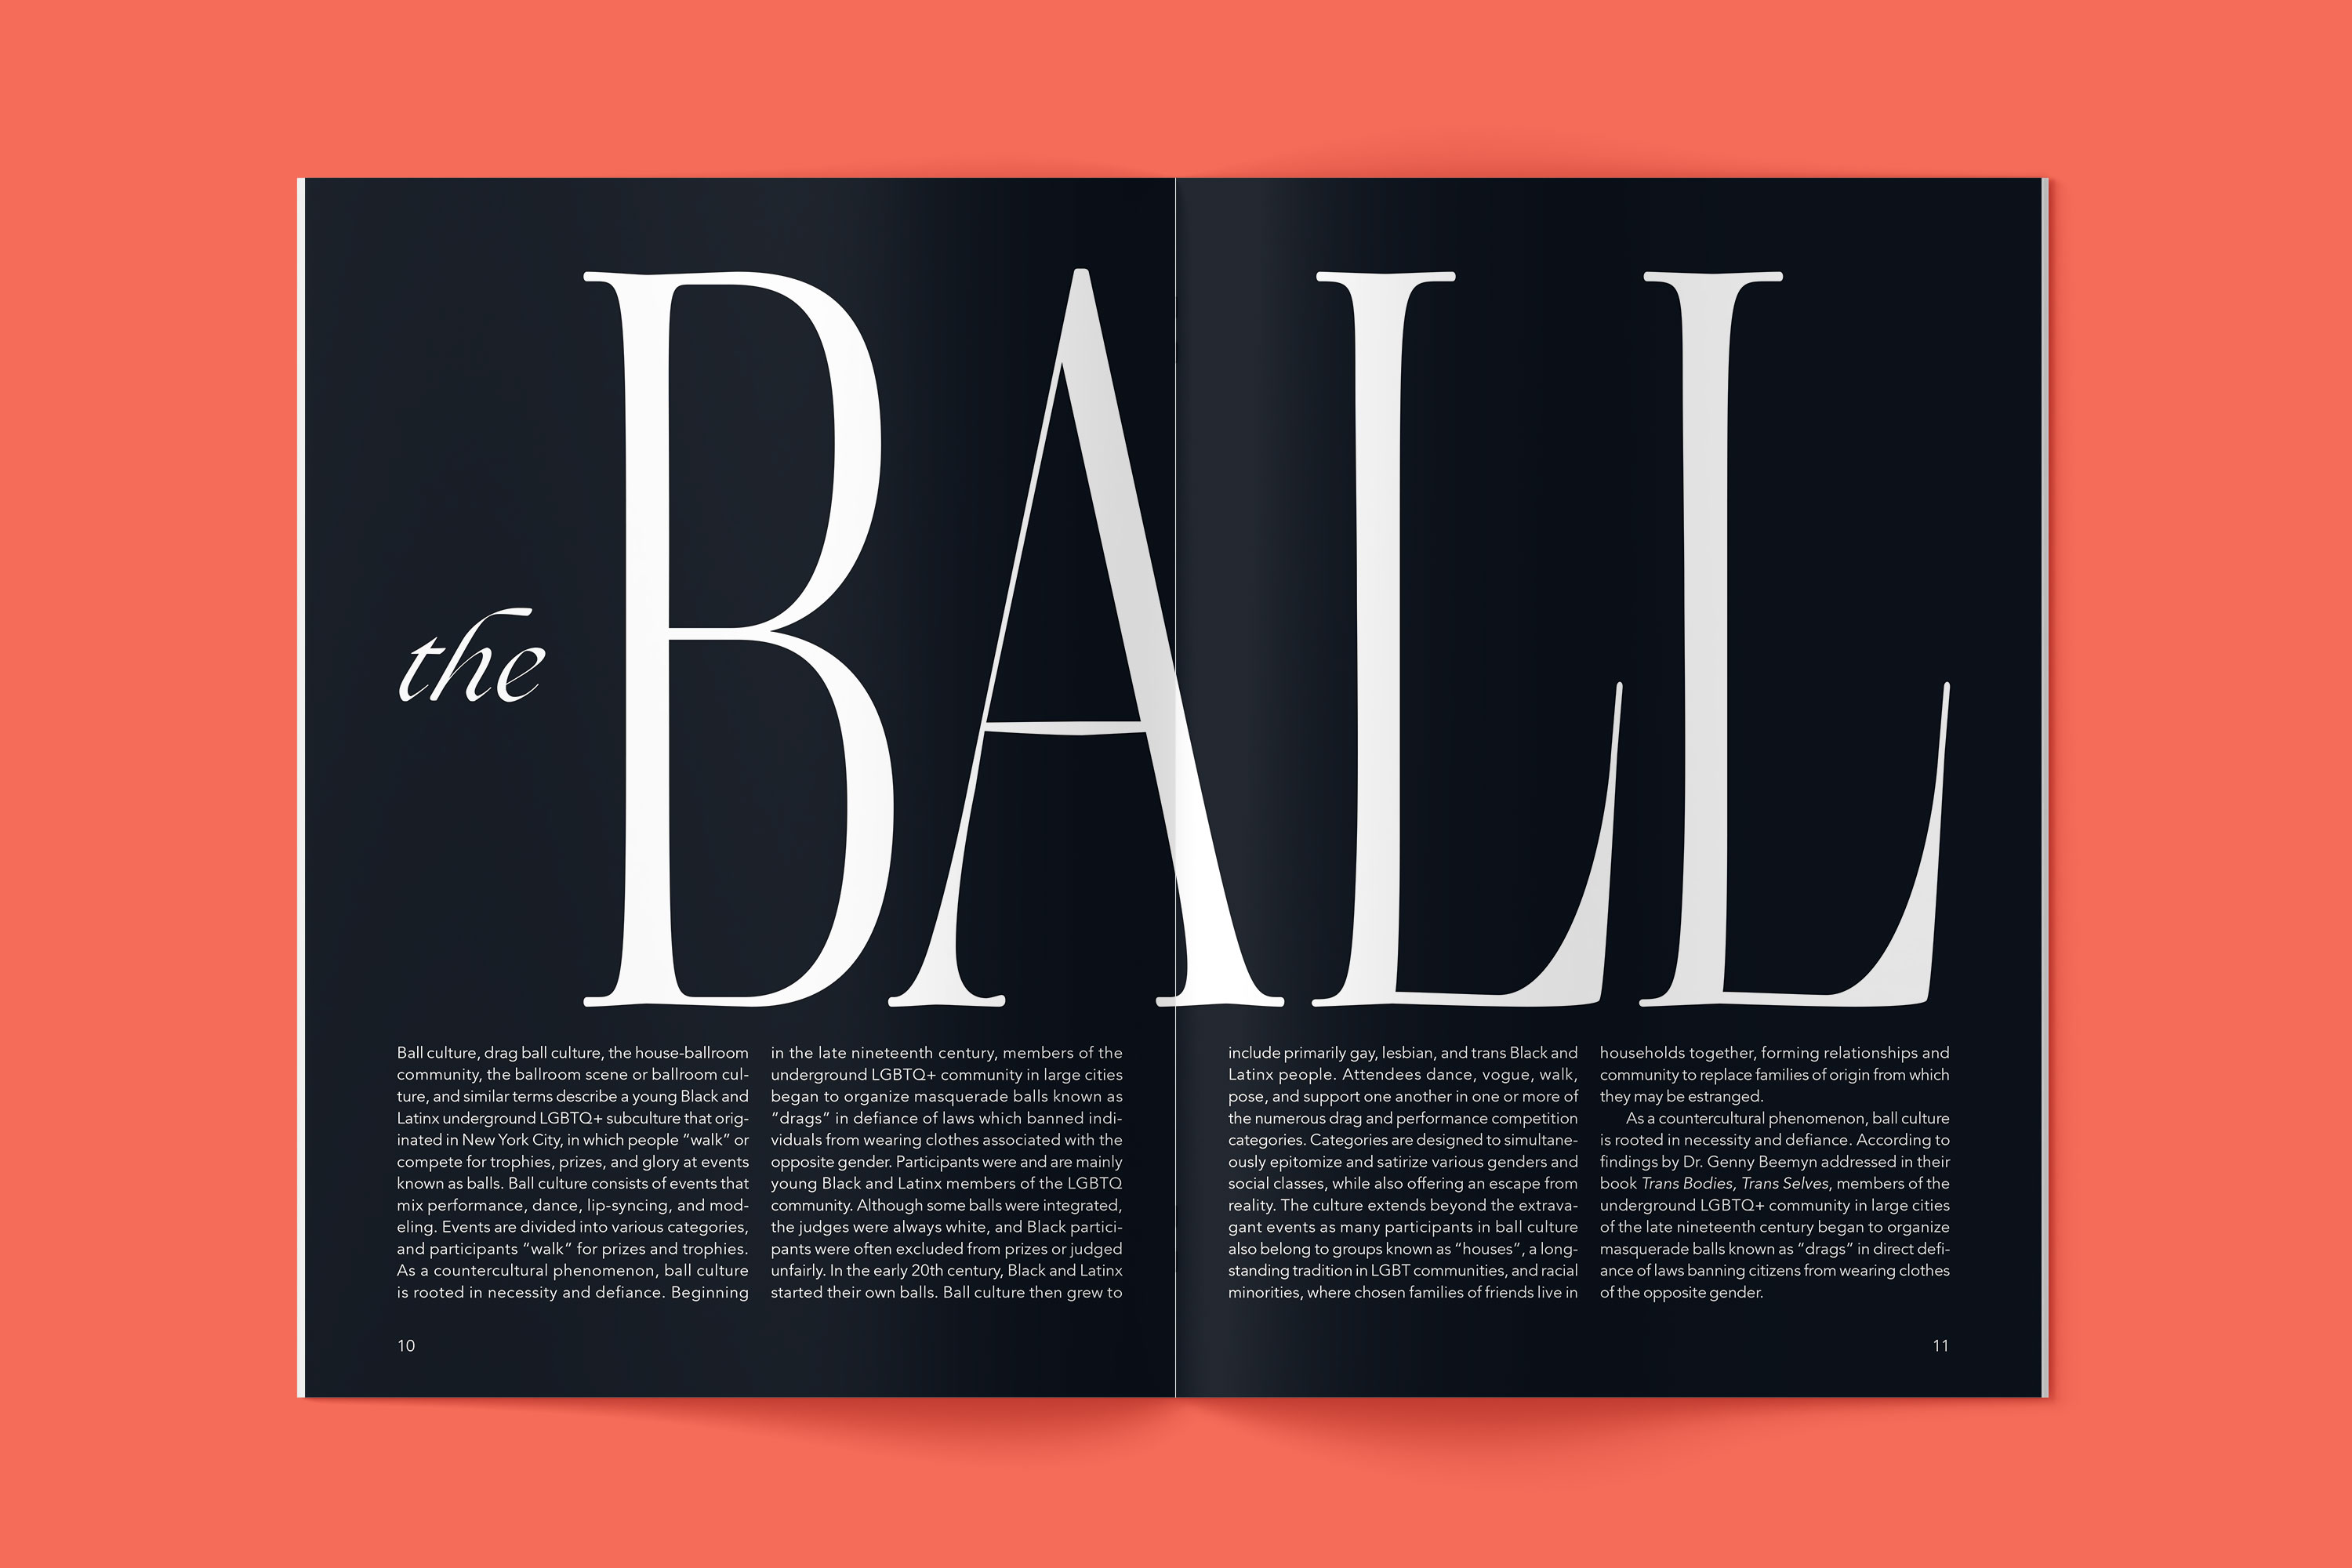 the
BALL
Ball culture, drag ball culture, the house-ballroom
community, the ballroom scene or ballroom cul-
ture, and similar terms describe a young Black and
Latinx underground LGBTQ+ subculture that orig-
inated in New York City, in which people “walk” or
compete for trophies, prizes, and glory at events
known as balls. Ball culture consists of events that
mix performance, dance, lip-syncing, and mod-
eling. Events are divided into various categories,
and participants “walk” for prizes and trophies.
As a countercultural phenomenon, ball culture
is rooted in necessity and defiance. Beginning
in the late nineteenth century, members of the
underground LGBTQ+ community in large cities
began to organize masquerade balls known as
“drags” in defiance of laws which banned indi-
viduals from wearing clothes associated with the
opposite gender. Participants were and are mainly
young Black and Latinx members of the LGBTQ
community. Although some balls were integrated,
the judges were always white, and Black partici-
pants were often excluded from prizes or judged
unfairly. In the early 20th century, Black and Latinx
started their own balls. Ball culture then grew to
include primarily gay, lesbian, and trans Black and
Latinx people. Attendees dance, vogue, walk,
pose, and support one another in one or more of
the numerous drag and performance competition
categories. Categories are designed to simultane-
ously epitomize and satirize various genders and
social classes, while also offering an escape from
reality. The culture extends beyond the extrava-
gant events as many participants in ball culture
also belong to groups known as “houses”, a long-
standing tradition in LGBT communities, and racial
minorities, where chosen families of friends live in
households together, forming relationships and
community to replace families of origin from which
they may be estranged.
As a countercultural phenomenon, ball culture
is rooted in necessity and defiance. According to
findings by Dr. Genny Beemyn addressed in their
book Trans Bodies, Trans Selves, members of the
underground LGBTQ+ community in large cities
of the late nineteenth century began to organize
masquerade balls known as “drags” in direct defi-
ance of laws banning citizens from wearing clothes
of the opposite gender.
10
11